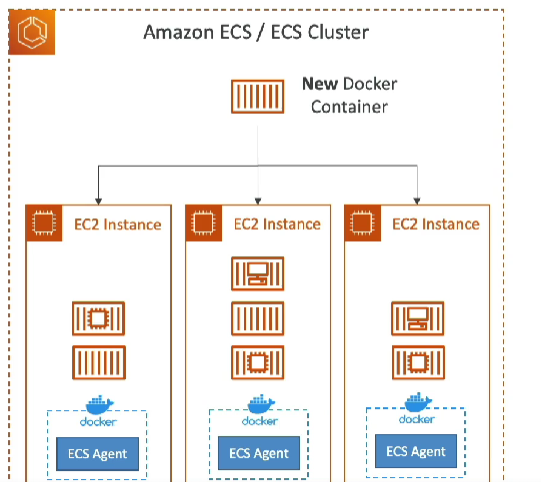 Amazon ECS / ECS Cluster
New Docker
Container
EC2 Instance
EC2 Instance
EC2 Instance
docker
docker
docker
ECS Agent
ECS Agent
ECS Agent